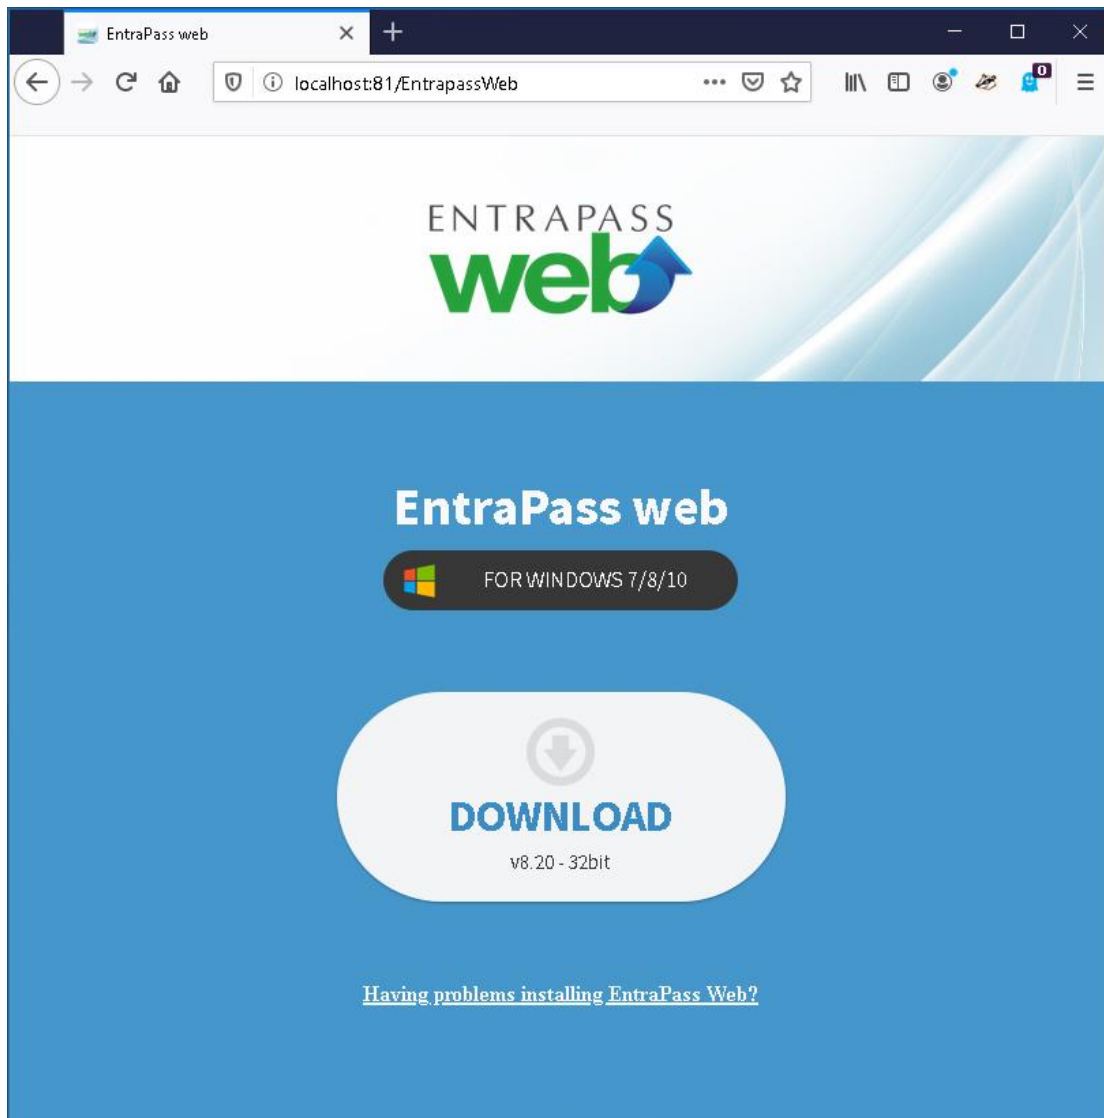 EntraPass web
localhost:81/EntrapassWeb
0
ENTRAPASS
web
EntraPass web
FOR WINDOWS 7/8/10
DOWNLOAD
v8.20 - 32bit
Having problems installing EntraPass Web?